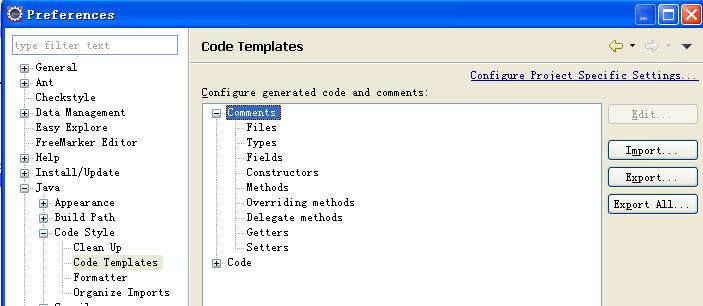 Preferences
type filter text
General
Ant
Checkstyle
Data Management
Easy Explore
FreeMarker Editor
Help
Install/Update
Java
Appearance
Build Path
Code Style
Clean Up
Code Templates
Formatter
Organize Imports
Code Templates
Configure Project Specific Settings...
Configure generated code and comments:
Comments
Files
Types
Fields
Constructors
Methods
Overriding methods
Delegate methods
Getters
Setters
Code
Edit...
Import...
Export...
Export All...